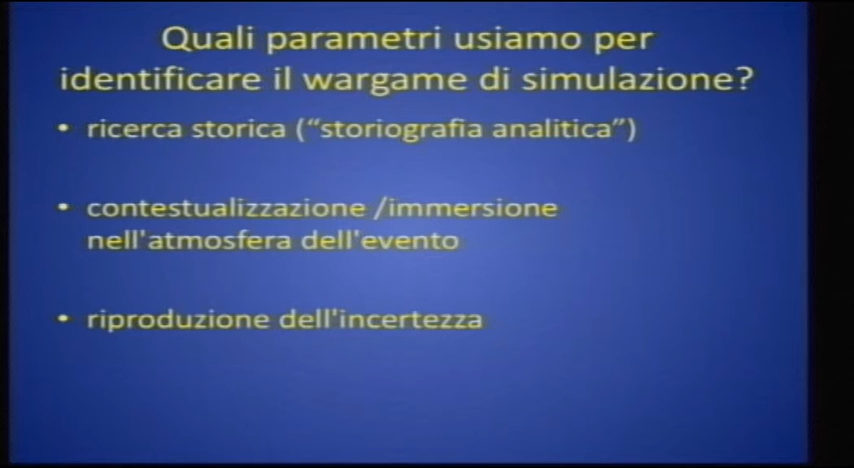 Quali parametri usiamo per
identificare il wargame di simulazione?
• ricerca storica (“storiografia analitica”)
• contestualizzazione /immersione
nell'atmosfera dell'evento
• riproduzione dell'incertezza